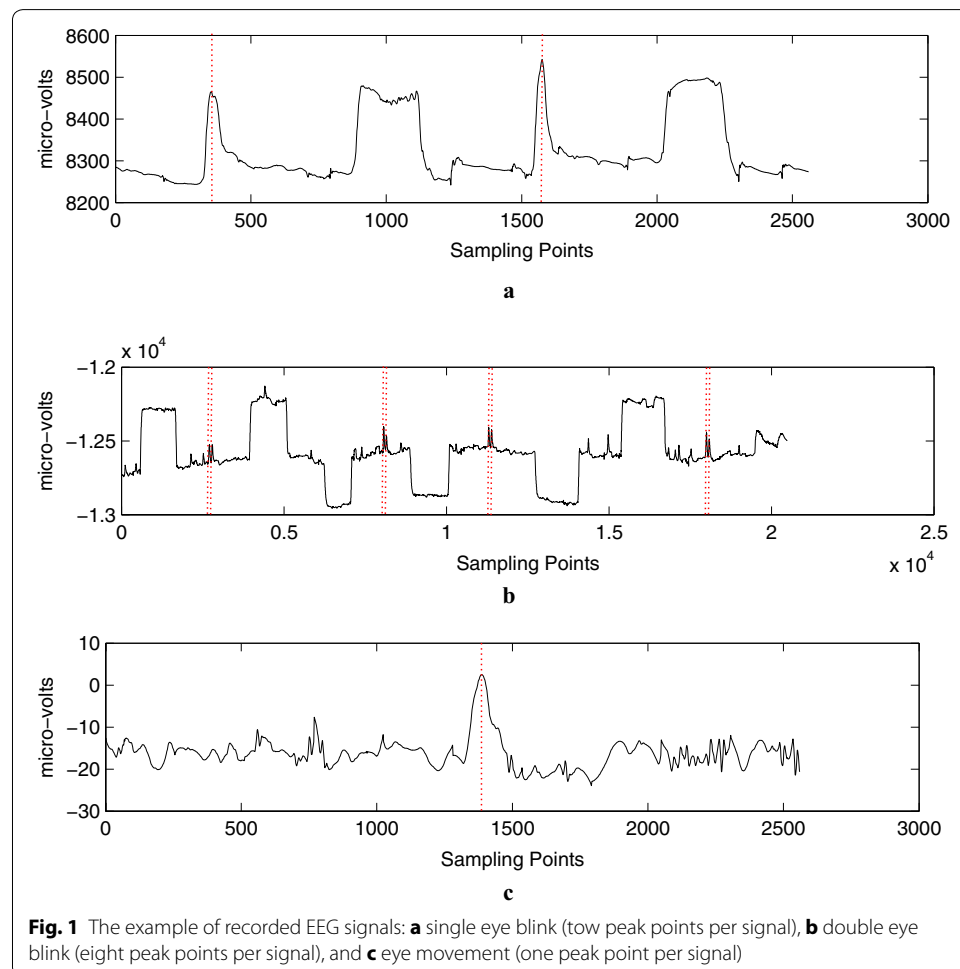 8600
8500
8400
8300
8200
micro−volts
0 500 1000 1500 2000 2500 3000
Sampling Points
a
x 10⁴
−1.2
−1.25
−1.3
micro−volts
0 0.5 1 1.5 2 2.5
Sampling Points
x 10⁴
b
10
0
−10
−20
−30
micro−volts
0 500 1000 1500 2000 2500 3000
Sampling Points
c
Fig. 1 The example of recorded EEG signals: a single eye blink (tow peak points per signal), b double eye
blink (eight peak points per signal), and c eye movement (one peak point per signal)